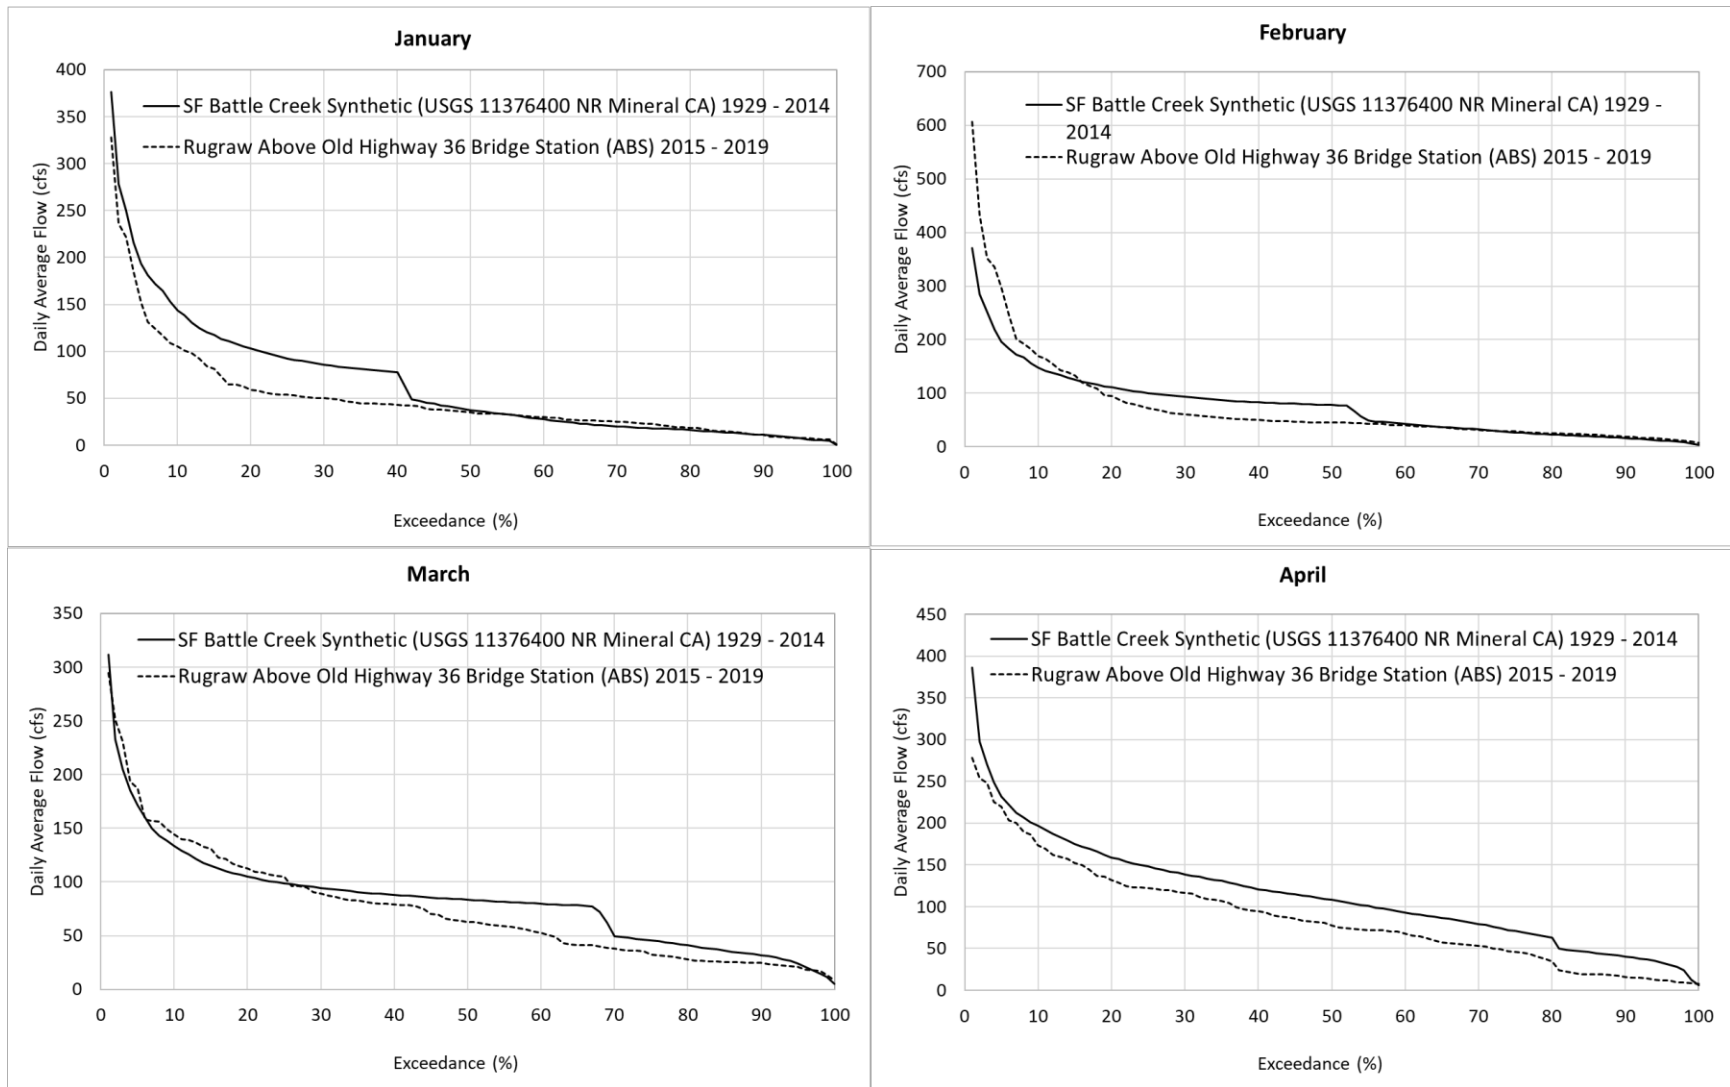 January
400
350
300
250
200
150
100
50
0
Daily Average Flow (cfs)
SF Battle Creek Synthetic (USGS 11376400 NR Mineral CA) 1929 - 2014
Rugraw Above Old Highway 36 Bridge Station (ABS) 2015 - 2019
0 10 20 30 40 50 60 70 80 90 100
Exceedance (%)
February
700
600
500
400
300
200
100
0
Daily Average Flow (cfs)
SF Battle Creek Synthetic (USGS 11376400 NR Mineral CA) 1929 -
2014
Rugraw Above Old Highway 36 Bridge Station (ABS) 2015 - 2019
0 10 20 30 40 50 60 70 80 90 100
Exceedance (%)
March
350
300
250
200
150
100
50
0
Daily Average Flow (cfs)
SF Battle Creek Synthetic (USGS 11376400 NR Mineral CA) 1929 - 2014
Rugraw Above Old Highway 36 Bridge Station (ABS) 2015 - 2019
0 10 20 30 40 50 60 70 80 90 100
Exceedance (%)
April
450
400
350
300
250
200
150
100
50
0
Daily Average Flow (cfs)
SF Battle Creek Synthetic (USGS 11376400 NR Mineral CA) 1929 - 2014
Rugraw Above Old Highway 36 Bridge Station (ABS) 2015 - 2019
0 10 20 30 40 50 60 70 80 90 100
Exceedance (%)